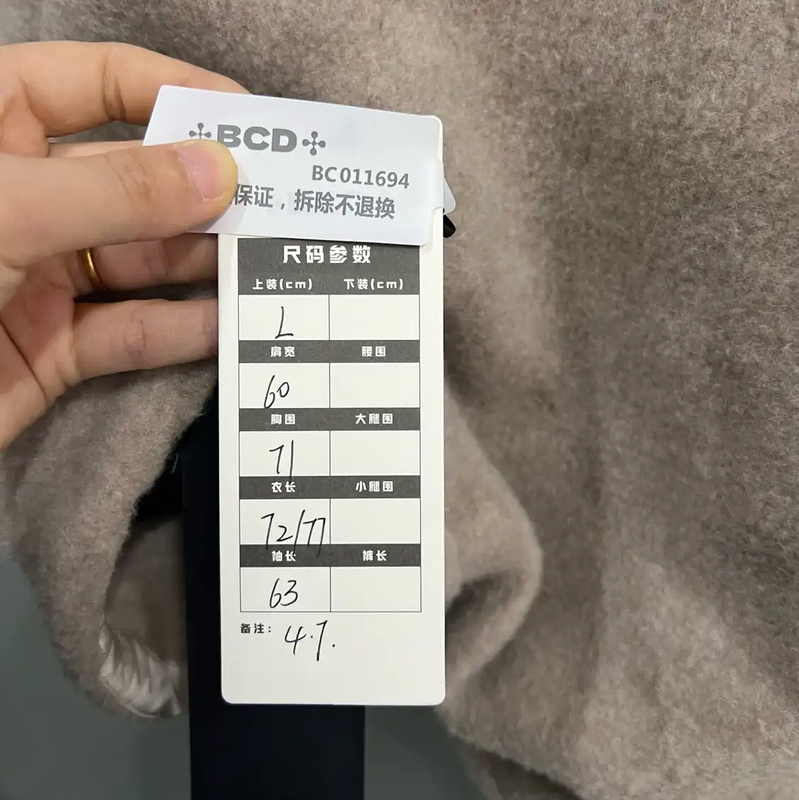 BCD
BC011694
保证，拆除不退换
尺码参数
上装(cm) 下装(cm)
L
肩宽 腰围
60
胸围 大腿围
71
衣长 小腿围
72/77
袖长 裤长
63
备注: 4.7.